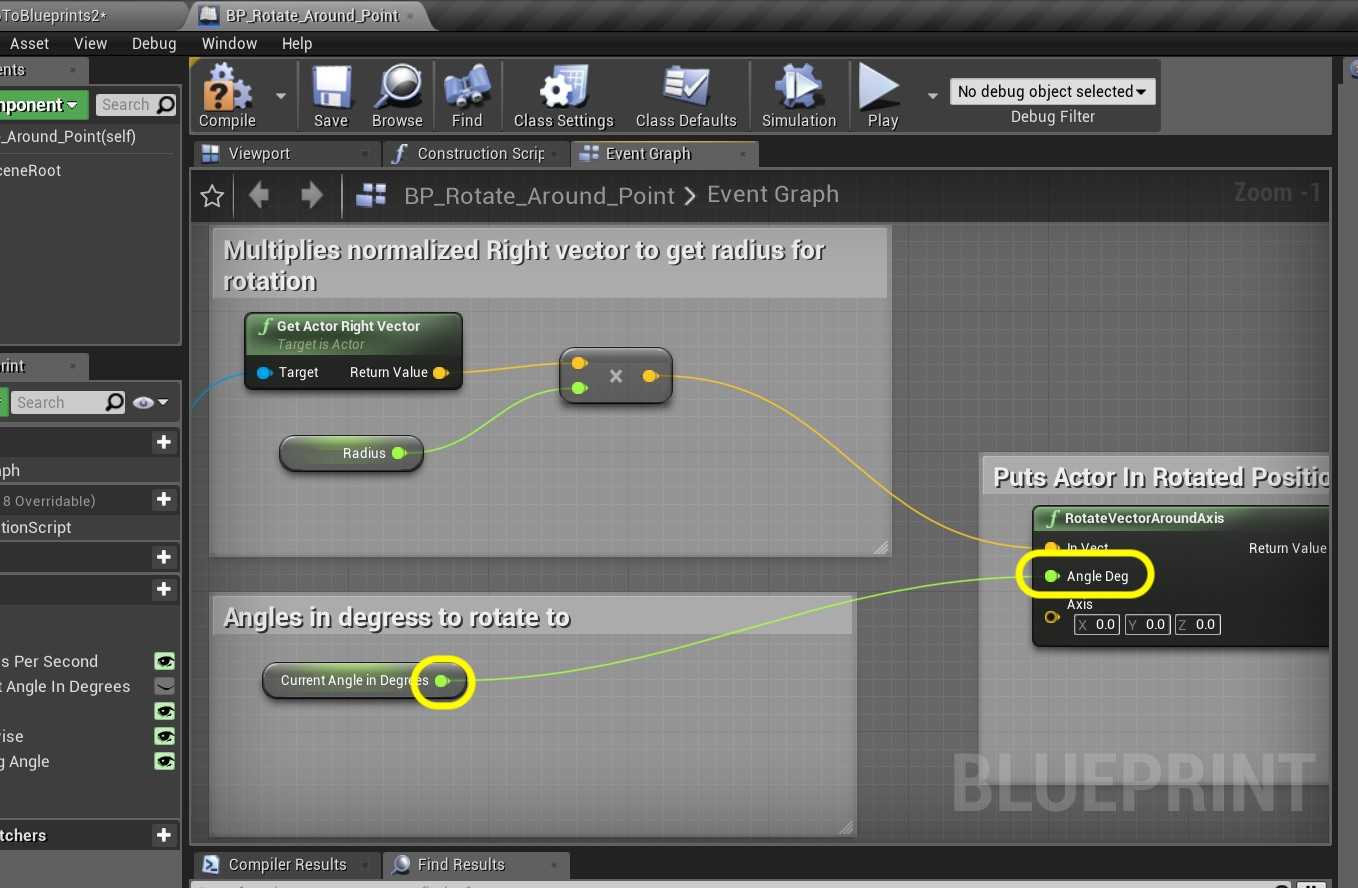 ToBlueprints2*
BP_Rotate_Around_Point
Asset View Debug Window Help
ents
mponent
Search
_Around_Point(self)
ceneRoot
Compile
Save
Browse
Find
Class Settings
Class Defaults
Simulation
Play
No debug object selected
Debug Filter
Viewport
Construction Scrip
Event Graph
BP_Rotate_Around_Point > Event Graph
Zoom -1
Multiplies normalized Right vector to get radius for
rotation
Get Actor Right Vector
Target is Actor
Target
Return Value
×
Radius
Puts Actor In Rotated Positio
RotateVectorAroundAxis
In Vect
Return Value
Angle Deg
Axis
X 0.0 Y 0.0 Z 0.0
Angles in degress to rotate to
Current Angle in Degrees
BLUEPRINT
print
Search
aph
8 Overridable)
tionScript
s Per Second
t Angle In Degrees
ise
g Angle
tchers
Compiler Results
Find Results